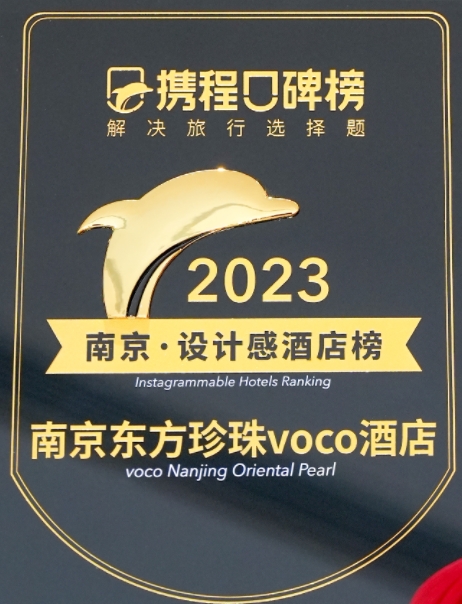 携程口碑榜
解决旅行选择题
2023
南京·设计感酒店榜
Instagrammable Hotels Ranking
南京东方珍珠voco酒店
voco Nanjing Oriental Pearl